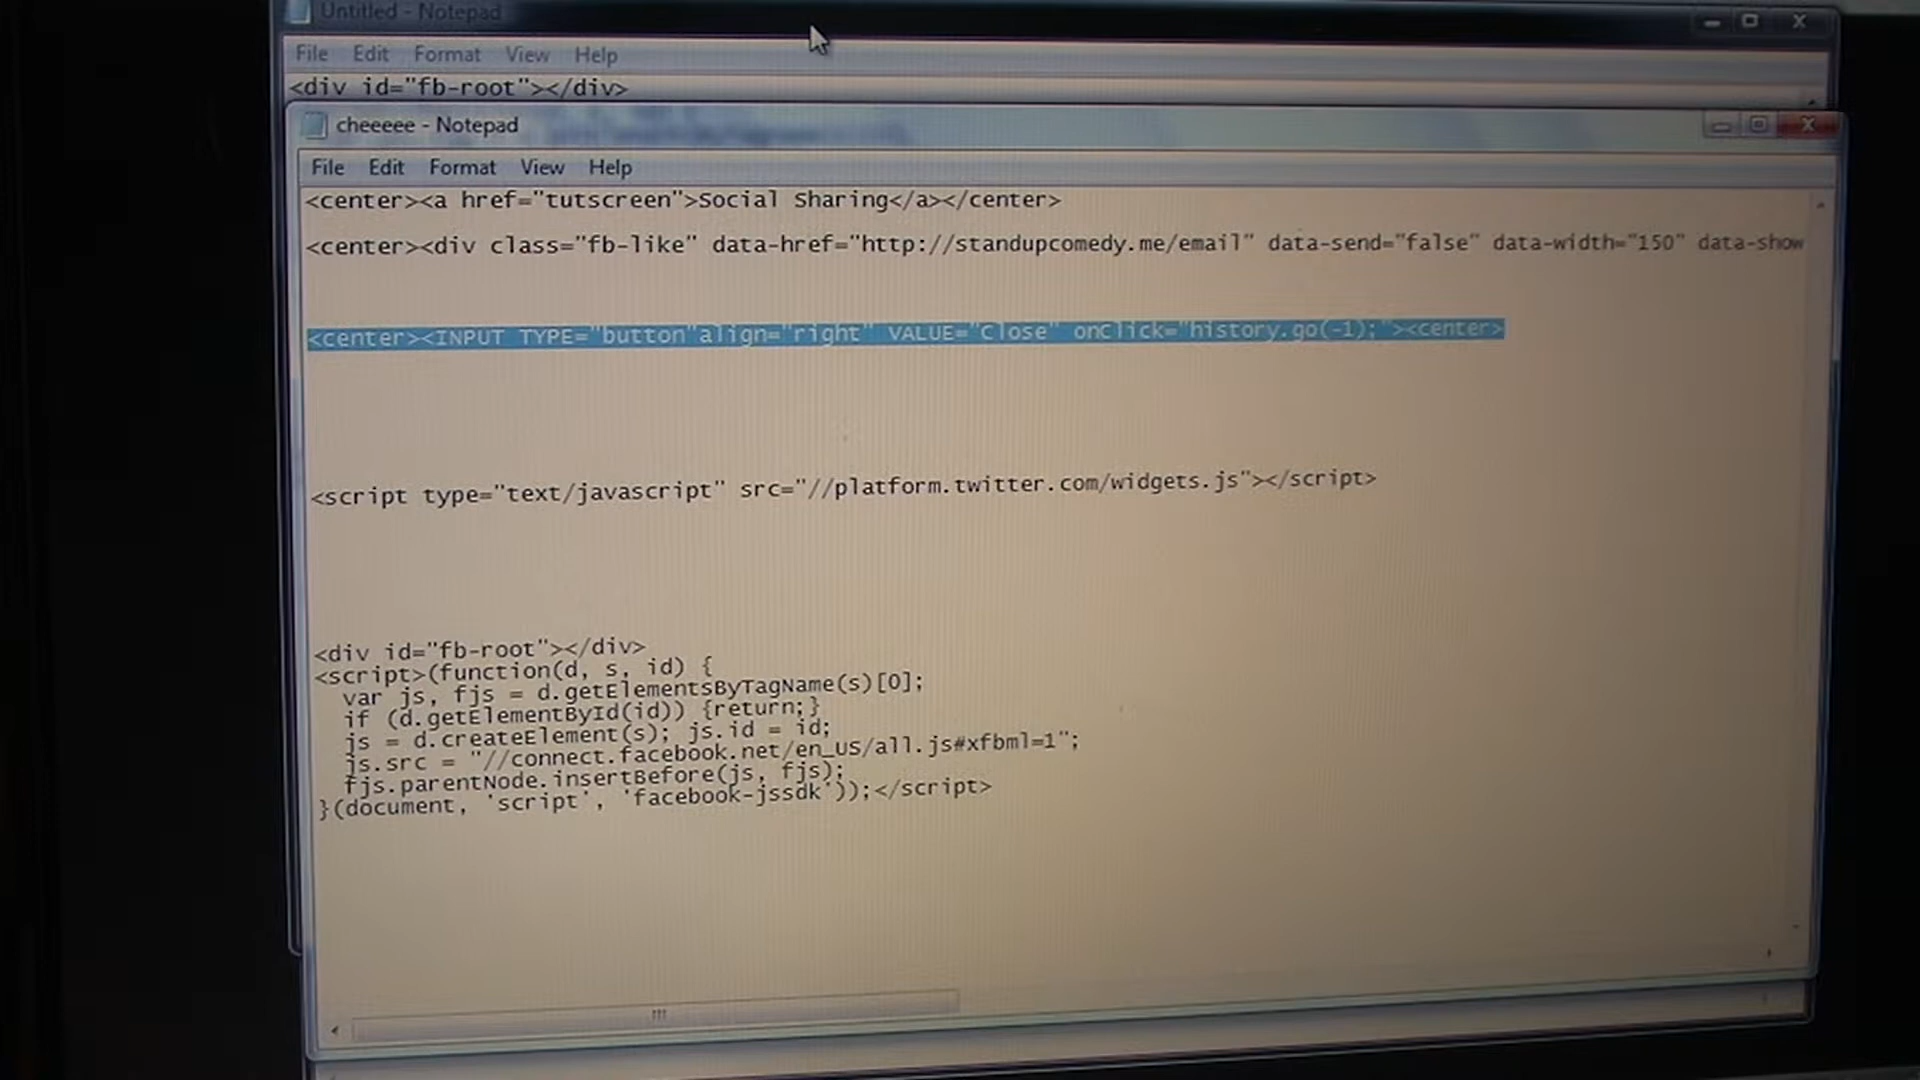 Untitled - Notepad
File Edit Format View Help
<div id="fb-root"></div>
cheeeee - Notepad
File Edit Format View Help
<center><a href="tutscreen">Social Sharing</a></center>
<center><div class="fb-like" data-href="http://standupcomedy.me/email" data-send="false" data-width="150" data-show
<center><INPUT TYPE="button"align="right" VALUE="Close" onClick="history.go(-1);"><center>
<script type="text/javascript" src="//platform.twitter.com/widgets.js"></script>
<div id="fb-root"></div>
<script>(function(d, s, id) {
var js, fjs = d.getElementsByTagName(s)[0];
if (d.getElementById(id)) {return;}
js = d.createElement(s); js.id = id;
js.src = "//connect.facebook.net/en_US/all.js#xfbml=1";
fjs.parentNode.insertBefore(js, fjs);
}(document, 'script', 'facebook-jssdk'));</script>